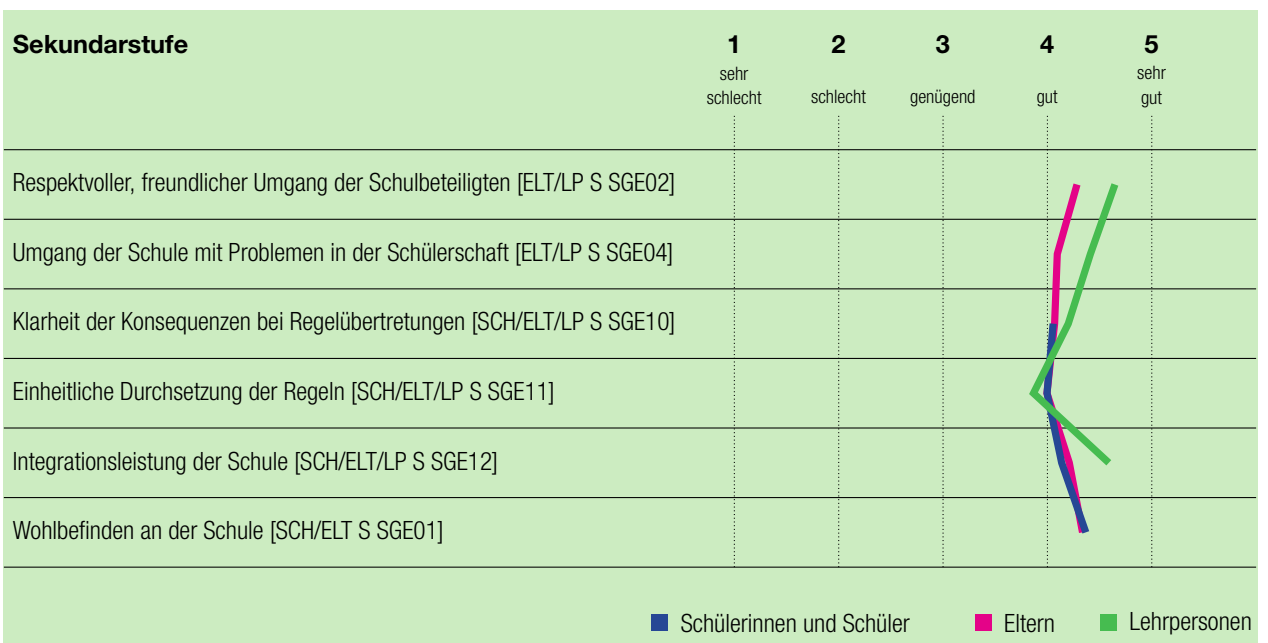 Sekundarstufe
1 2 3 4 5
sehr schlecht schlecht genügend gut sehr gut
Respektvoller, freundlicher Umgang der Schulbeteiligten [ELT/LP S SGE02]
Umgang der Schule mit Problemen in der Schülerschaft [ELT/LP S SGE04]
Klarheit der Konsequenzen bei Regelübertretungen [SCH/ELT/LP S SGE10]
Einheitliche Durchsetzung der Regeln [SCH/ELT/LP S SGE11]
Integrationsleistung der Schule [SCH/ELT/LP S SGE12]
Wohlbefinden an der Schule [SCH/ELT S SGE01]
Schülerinnen und Schüler Eltern Lehrpersonen